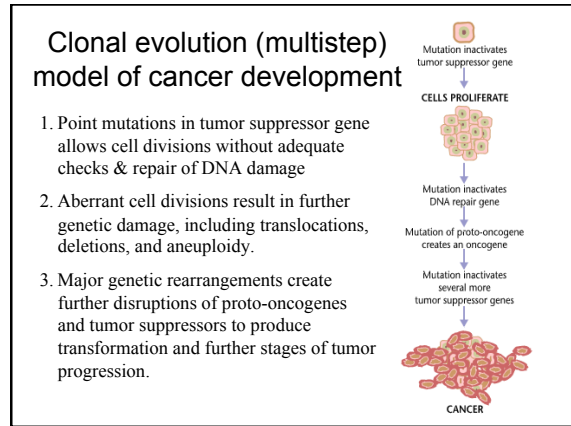 Clonal evolution (multistep)
model of cancer development
1. Point mutations in tumor suppressor gene
allows cell divisions without adequate
checks & repair of DNA damage
2. Aberrant cell divisions result in further
genetic damage, including translocations,
deletions, and aneuploidy.
3. Major genetic rearrangements create
further disruptions of proto-oncogenes
and tumor suppressors to produce
transformation and further stages of tumor
progression.
Mutation inactivates
tumor suppressor gene
CELLS PROLIFERATE
Mutation inactivates
DNA repair gene
Mutation of proto-oncogene
creates an oncogene
Mutation inactivates
several more
tumor suppressor genes
CANCER